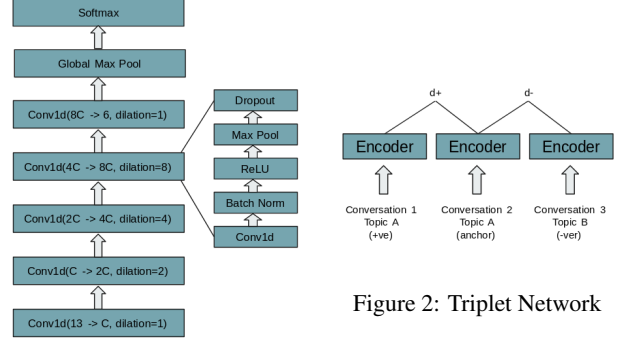 Softmax
Global Max Pool
Conv1d(8C -> 6, dilation=1)
Conv1d(4C -> 8C, dilation=8)
Conv1d(2C -> 4C, dilation=4)
Conv1d(C -> 2C, dilation=2)
Conv1d(13 -> C, dilation=1)
Dropout
Max Pool
ReLU
Batch Norm
Conv1d
d+ d-
Encoder Encoder Encoder
Conversation 1 Conversation 2 Conversation 3
Topic A Topic A Topic B
(+ve) (anchor) (-ver)
Figure 2: Triplet Network